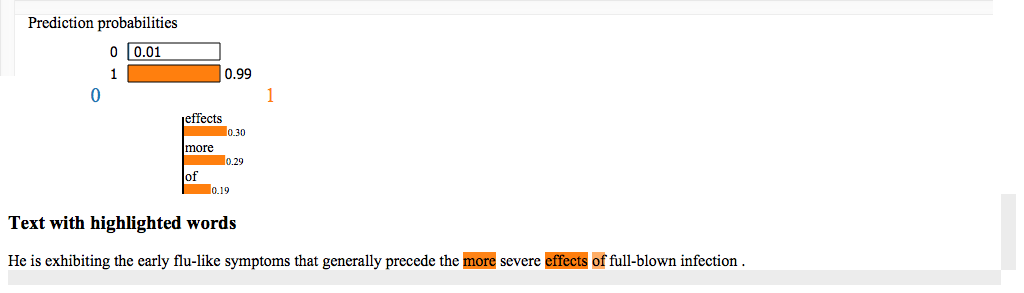 Prediction probabilities
0 0.01
1 0.99
0 1
effects
0.30
more
0.29
of
0.19
Text with highlighted words
He is exhibiting the early flu-like symptoms that generally precede the more severe effects of full-blown infection .